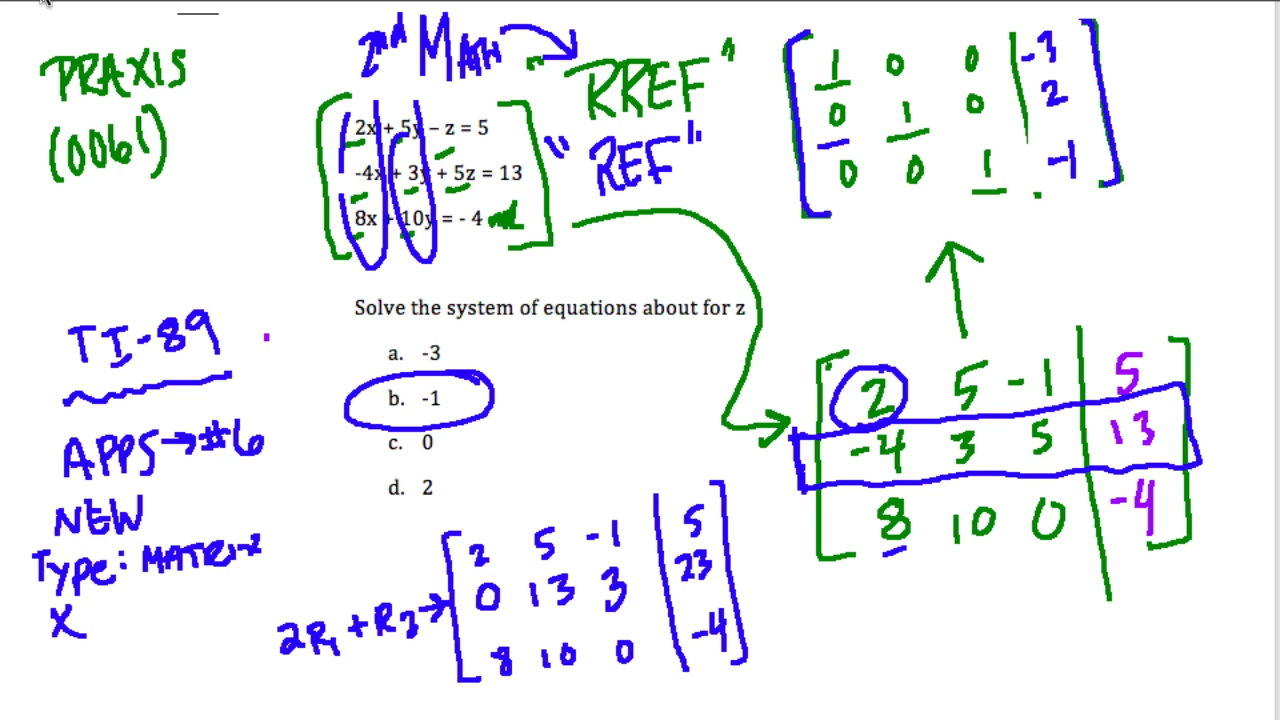 PRAXIS
(0061)
2nd MATH
"RREF"
"REF"
2x + 5y – z = 5
-4x + 3y + 5z = 13
8x + 10y = - 4
1 0 0 | -3
0 1 0 | 2
0 0 1 | -1
Solve the system of equations about for z
a. -3
b. -1
c. 0
d. 2
TI-89
APPS→#6
NEW
Type: MATRIX
X
2 5 -1 | 5
-4 3 5 | 13
8 10 0 | -4
2R1 + R2 →
2 5 -1 | 5
0 13 3 | 23
8 10 0 | -4